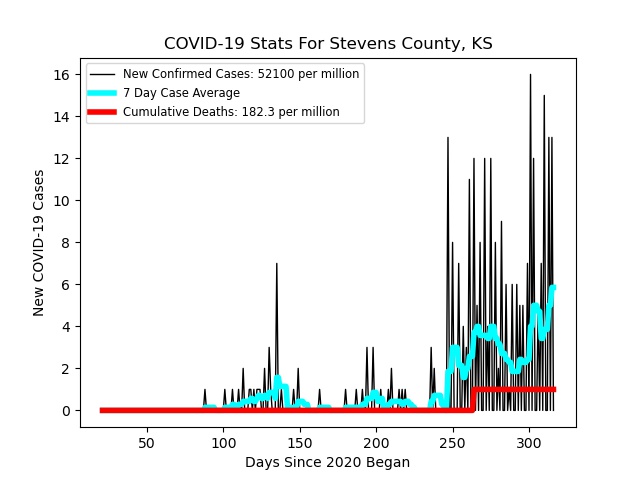 COVID-19 Stats For Stevens County, KS
New Confirmed Cases: 52100 per million
7 Day Case Average
Cumulative Deaths: 182.3 per million
New COVID-19 Cases
16
14
12
10
8
6
4
2
0
50 100 150 200 250 300
Days Since 2020 Began